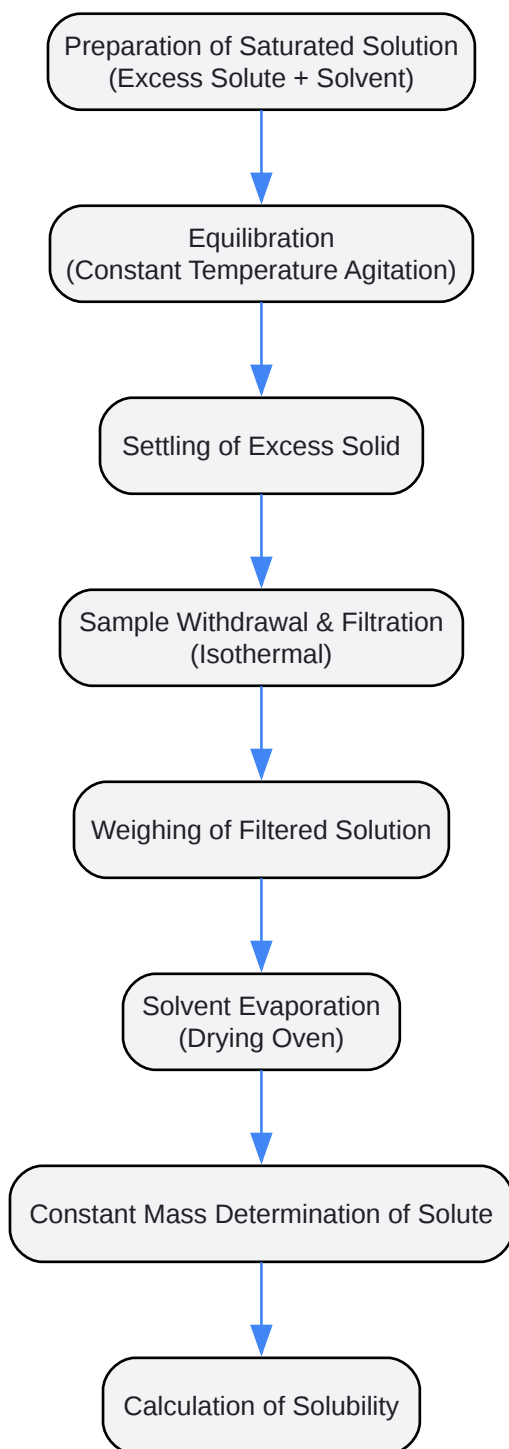 Preparation of Saturated Solution
(Excess Solute + Solvent)
Equilibration
(Constant Temperature Agitation)
Settling of Excess Solid
Sample Withdrawal & Filtration
(Isothermal)
Weighing of Filtered Solution
Solvent Evaporation
(Drying Oven)
Constant Mass Determination of Solute
Calculation of Solubility